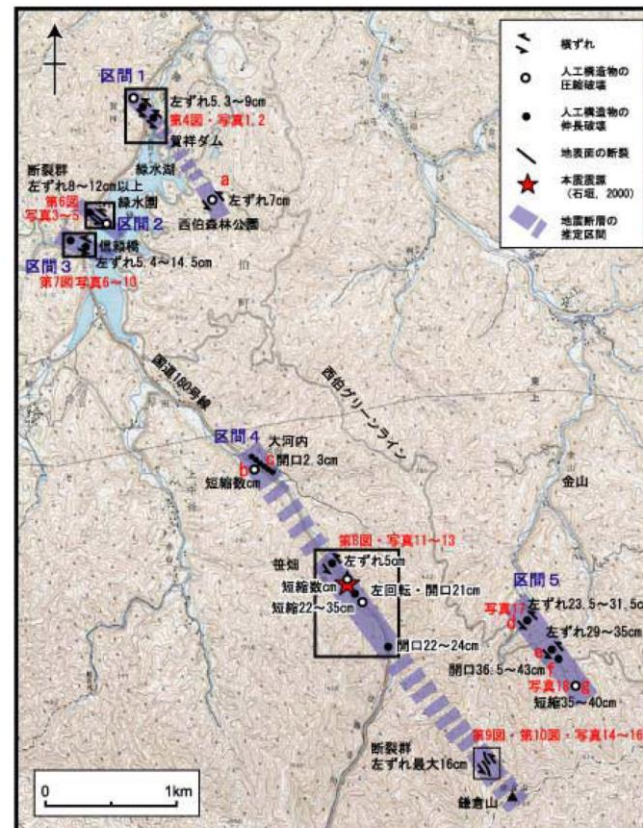 横ずれ
人工構造物の
圧縮破壊
人工構造物の
伸長破壊
地表面の断裂
本震震源
(石垣, 2000)
地震断層の
推定区間
区間1
左ずれ5.3～9cm
第4図・写真1,2
賀祥ダム
緑水湖
a
左ずれ7cm
西伯森林公園
断裂群
左ずれ8～12cm以上
第6図
写真3～5
緑水園
区間2
信緑橋
区間3
左ずれ5.4～14.5cm
第7図
写真6～10
伯
町
国道180号線
西伯グリーンライン
東
上
金山
区間4
大河内
c
開口2.3cm
b
短縮数cm
第8図・写真11～13
笹畑
左ずれ5cm
短縮数cm
左回転・開口21cm
短縮22～35cm
開口22～24cm
区間5
写真17
左ずれ23.5～31.5cm
d
左ずれ29～35cm
e
f
開口36.5～43cm
写真18
g
短縮35～40cm
第9図・第10図・写真14～16
断裂群
左ずれ最大16cm
鎌倉山
0
1km